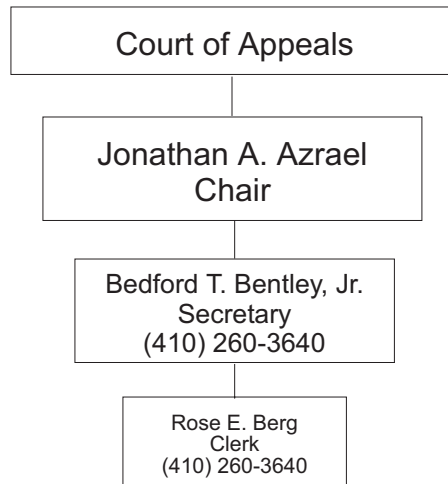 Court of Appeals
Jonathan A. Azrael
Chair
Bedford T. Bentley, Jr.
Secretary
(410) 260-3640
Rose E. Berg
Clerk
(410) 260-3640